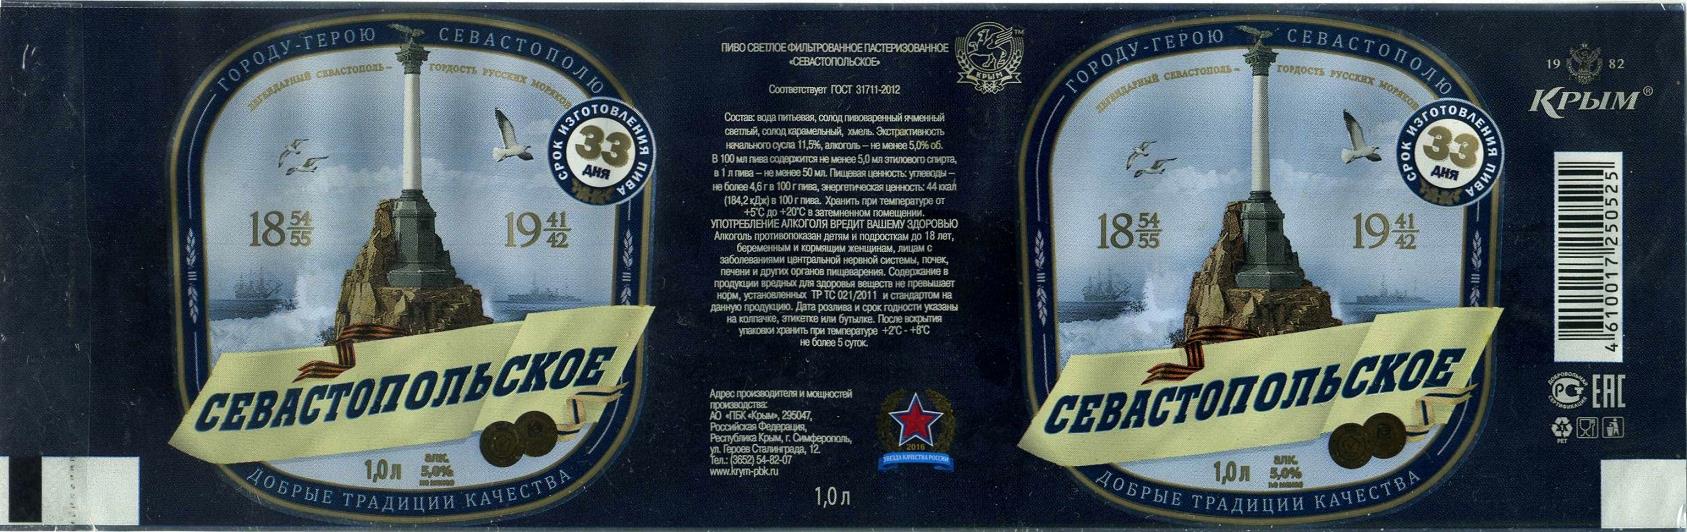 ГОРОДУ-ГЕРОЮ СЕВАСТОПОЛЮ
ЛЕГЕНДАРНЫЙ СЕВАСТОПОЛЬ – ГОРДОСТЬ РУССКИХ МОРЯКОВ
СРОК ИЗГОТОВЛЕНИЯ ПИВА
33
ДНЯ
18 54/55
19 41/42
СЕВАСТОПОЛЬСКОЕ
1,0 л
алк.
5,0%
не менее
ДОБРЫЕ ТРАДИЦИИ КАЧЕСТВА
ПИВО СВЕТЛОЕ ФИЛЬТРОВАННОЕ ПАСТЕРИЗОВАННОЕ
«СЕВАСТОПОЛЬСКОЕ»
TM
КРЫМ
Соответствует ГОСТ 31711-2012
Состав: вода питьевая, солод пивоваренный ячменный
светлый, солод карамельный, хмель. Экстрактивность
начального сусла 11,5%, алкоголь – не менее 5,0% об.
В 100 мл пива содержится не менее 5,0 мл этилового спирта,
в 1 л пива – не менее 50 мл. Пищевая ценность: углеводы –
не более 4,6 г в 100 г пива, энергетическая ценность: 44 ккал
(184,2 кДж) в 100 г пива. Хранить при температуре от
+5°C до +20°C в затемненном помещении.
УПОТРЕБЛЕНИЕ АЛКОГОЛЯ ВРЕДИТ ВАШЕМУ ЗДОРОВЬЮ
Алкоголь противопоказан детям и подросткам до 18 лет,
беременным и кормящим женщинам, лицам с
заболеваниями центральной нервной системы, почек,
печени и других органов пищеварения. Содержание в
продукции вредных для здоровья веществ не превышает
норм, установленных ТР ТС 021/2011 и стандартом на
данную продукцию. Дата розлива и срок годности указаны
на колпачке, этикетке или бутылке. После вскрытия
упаковки хранить при температуре +2°C - +8°C
не более 5 суток.
Адрес производителя и мощностей
производства:
АО «ПБК «Крым», 295047,
Российская Федерация,
Республика Крым, г. Симферополь,
ул. Героев Сталинграда, 12.
Тел.: (3652) 54-82-07
www.krym-pbk.ru
2016
ЗВЕЗДА КАЧЕСТВА РОССИИ
1,0 л
ГОРОДУ-ГЕРОЮ СЕВАСТОПОЛЮ
ЛЕГЕНДАРНЫЙ СЕВАСТОПОЛЬ – ГОРДОСТЬ РУССКИХ МОРЯКОВ
СРОК ИЗГОТОВЛЕНИЯ ПИВА
33
ДНЯ
18 54/55
19 41/42
СЕВАСТОПОЛЬСКОЕ
1,0 л
алк.
5,0%
не менее
ДОБРЫЕ ТРАДИЦИИ КАЧЕСТВА
19 82
КРЫМ®
4610017250525
ДОБРОВОЛЬНАЯ
СЕРТИФИКАЦИЯ
ЕАС
PET